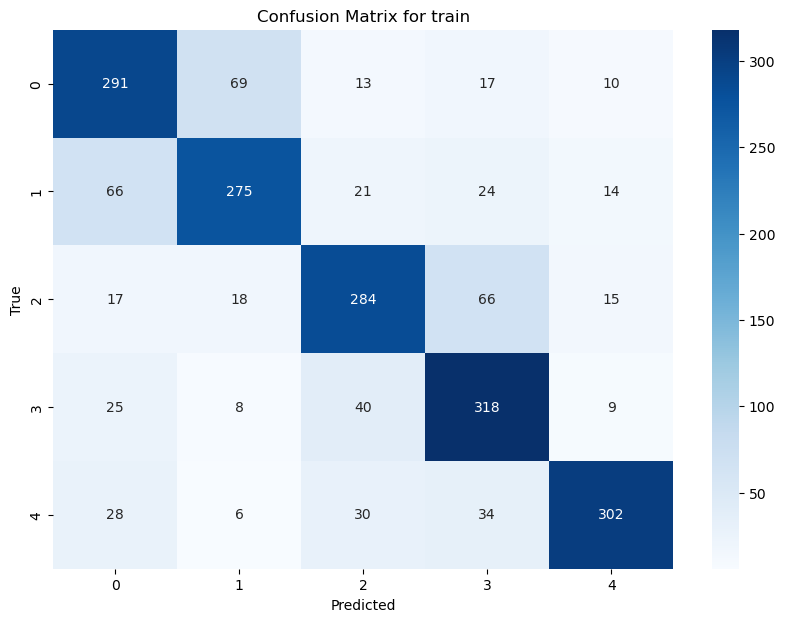 Confusion Matrix for train
0 291 69 13 17 10
1 66 275 21 24 14
2 17 18 284 66 15
3 25 8 40 318 9
4 28 6 30 34 302
0 1 2 3 4
Predicted
True
300
250
200
150
100
50